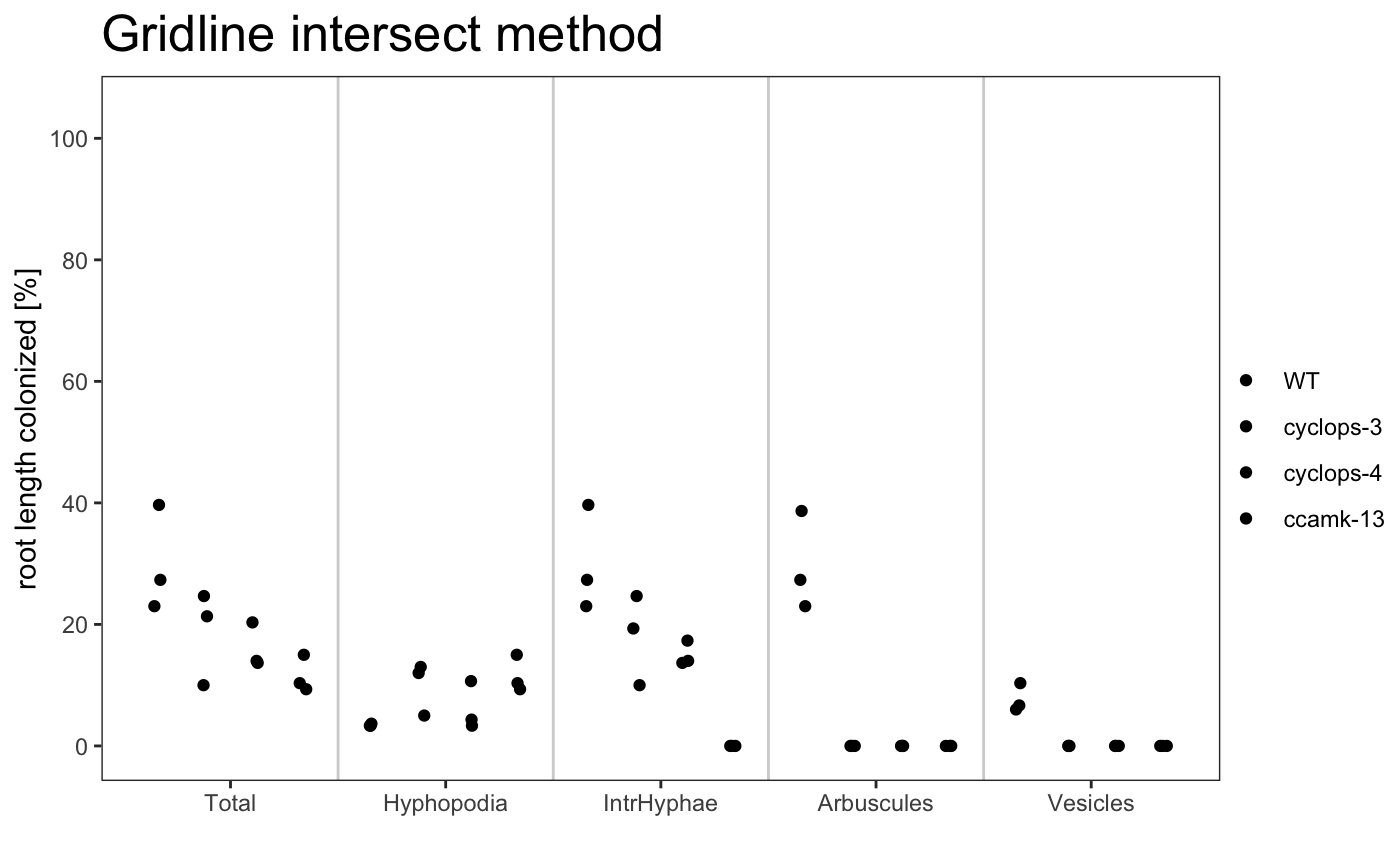 Gridline intersect method
root length colonized [%]
100
80
60
40
20
0
Total
Hyphopodia
IntrHyphae
Arbuscules
Vesicles
WT
cyclops-3
cyclops-4
ccamk-13